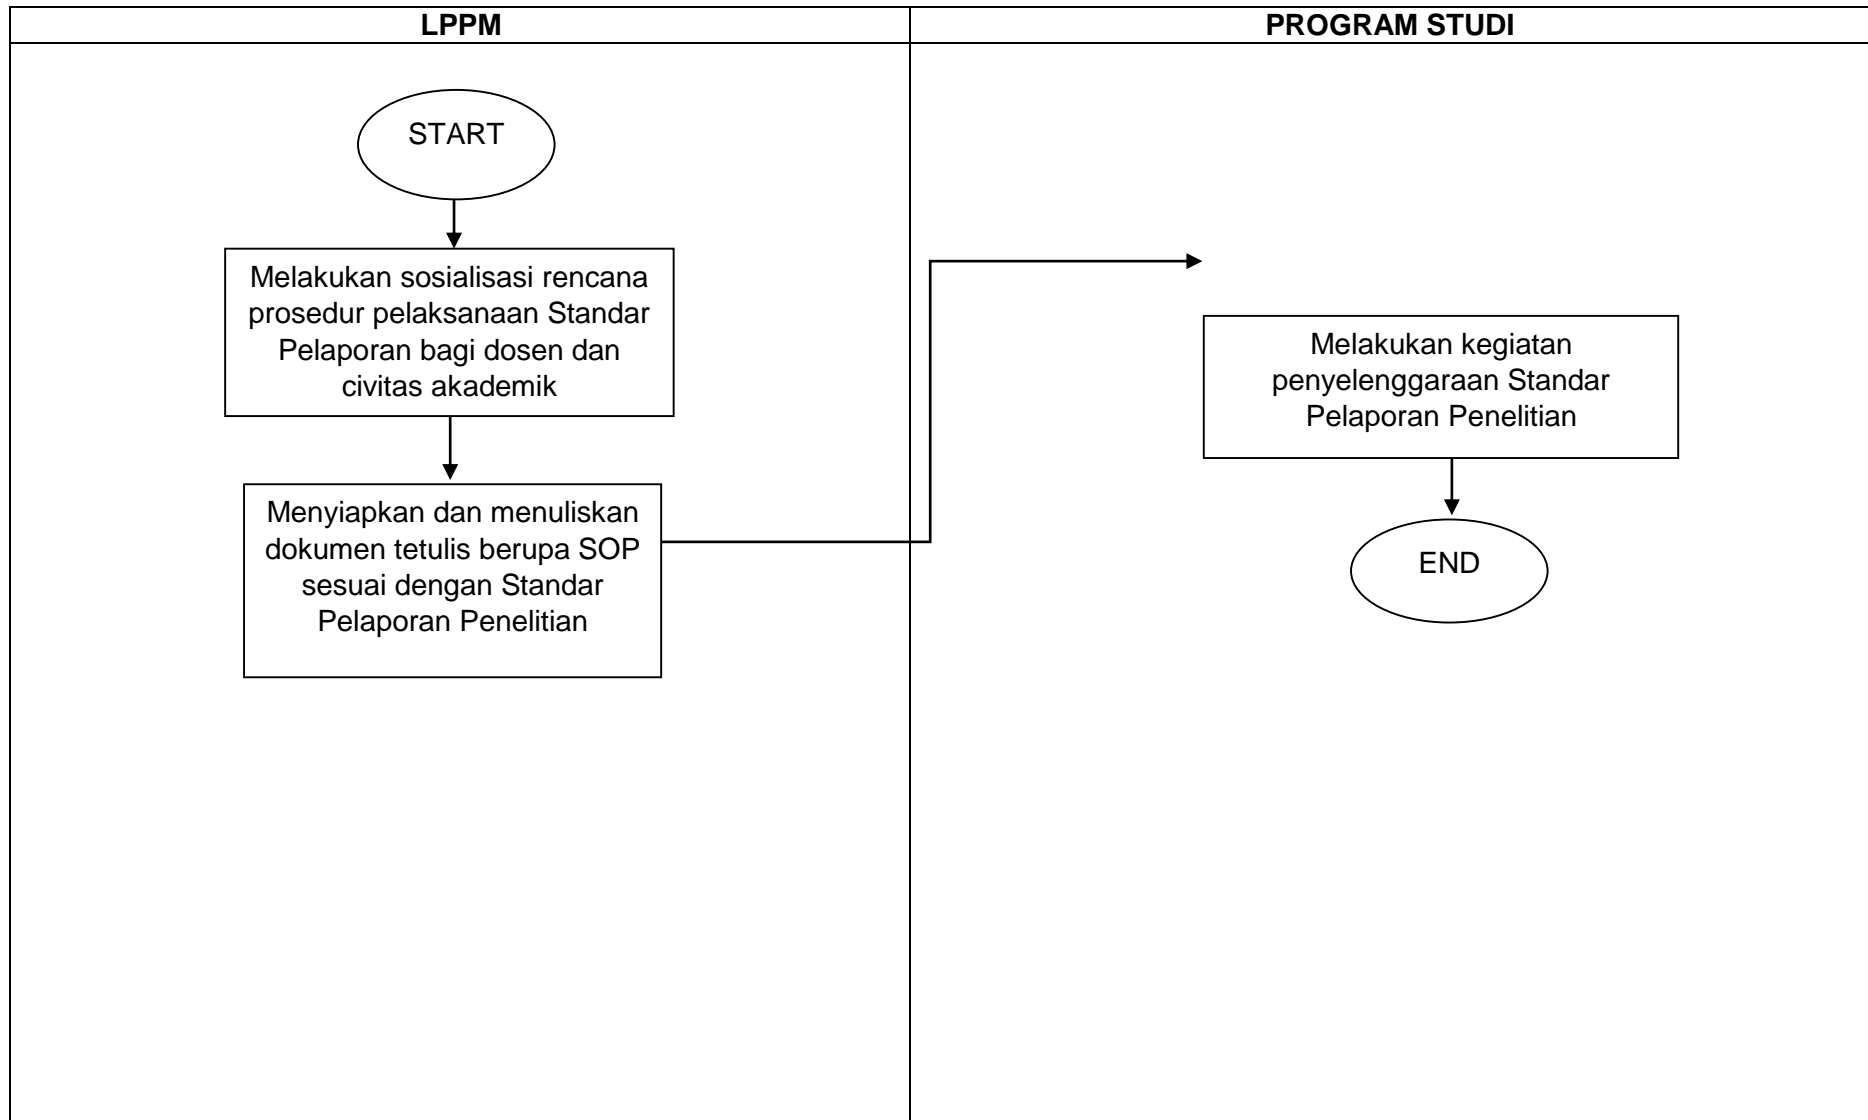 LPPM
PROGRAM STUDI
START
Melakukan sosialisasi rencana
prosedur pelaksanaan Standar
Pelaporan bagi dosen dan
civitas akademik
Menyiapkan dan menuliskan
dokumen tetulis berupa SOP
sesuai dengan Standar
Pelaporan Penelitian
Melakukan kegiatan
penyelenggaraan Standar
Pelaporan Penelitian
END